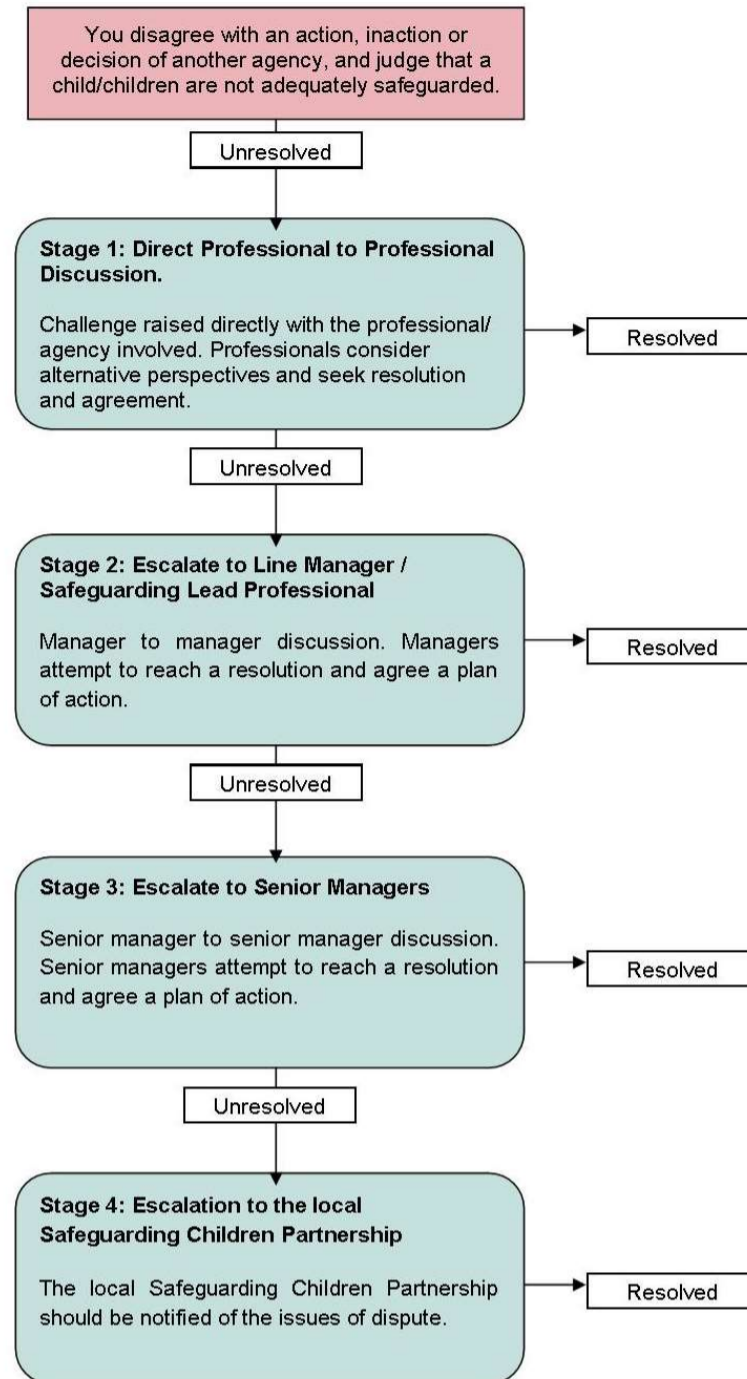 You disagree with an action, inaction or
decision of another agency, and judge that a
child/children are not adequately safeguarded.
Unresolved
Stage 1: Direct Professional to Professional
Discussion.
Challenge raised directly with the professional/
agency involved. Professionals consider
alternative perspectives and seek resolution
and agreement.
Resolved
Unresolved
Stage 2: Escalate to Line Manager /
Safeguarding Lead Professional
Manager to manager discussion. Managers
attempt to reach a resolution and agree a plan
of action.
Resolved
Unresolved
Stage 3: Escalate to Senior Managers
Senior manager to senior manager discussion.
Senior managers attempt to reach a resolution
and agree a plan of action.
Resolved
Unresolved
Stage 4: Escalation to the local
Safeguarding Children Partnership
The local Safeguarding Children Partnership
should be notified of the issues of dispute.
Resolved